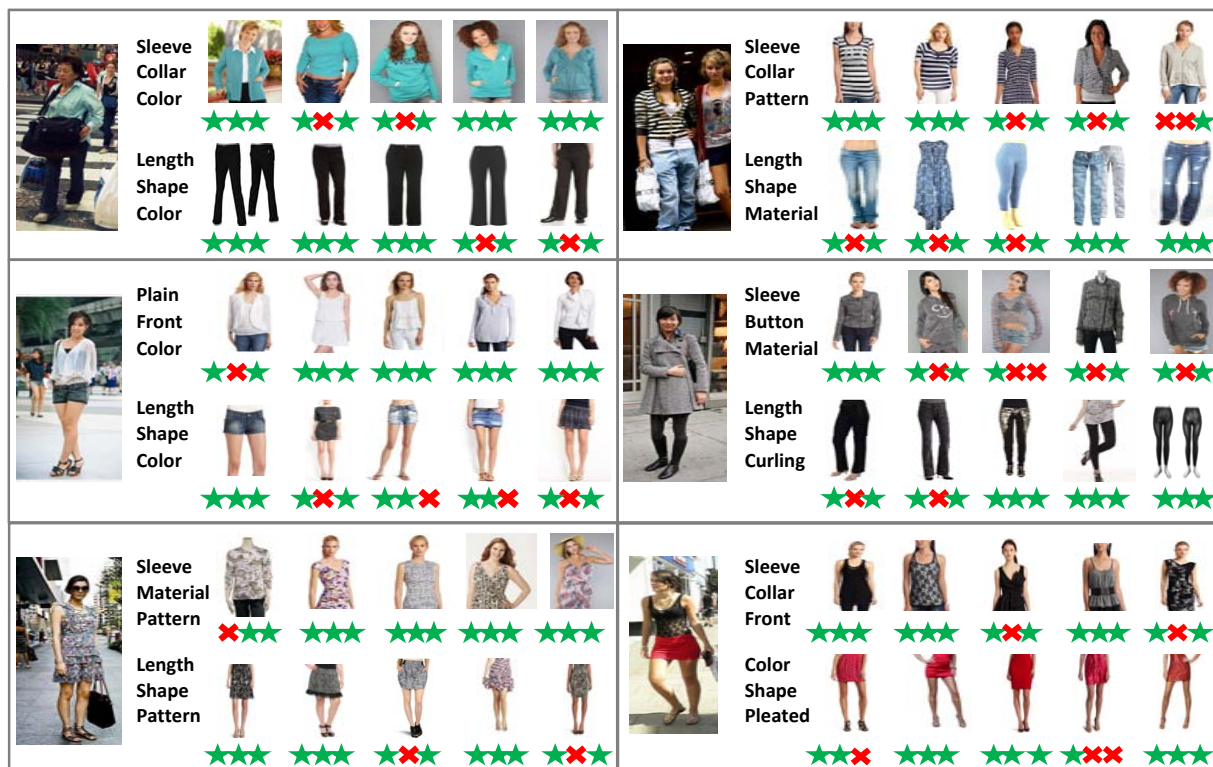 Sleeve
Collar
Color
Length
Shape
Color
Sleeve
Collar
Pattern
Length
Shape
Material
Plain
Front
Color
Length
Shape
Color
Sleeve
Button
Material
Length
Shape
Curling
Sleeve
Material
Pattern
Length
Shape
Pattern
Sleeve
Collar
Front
Color
Shape
Pleated